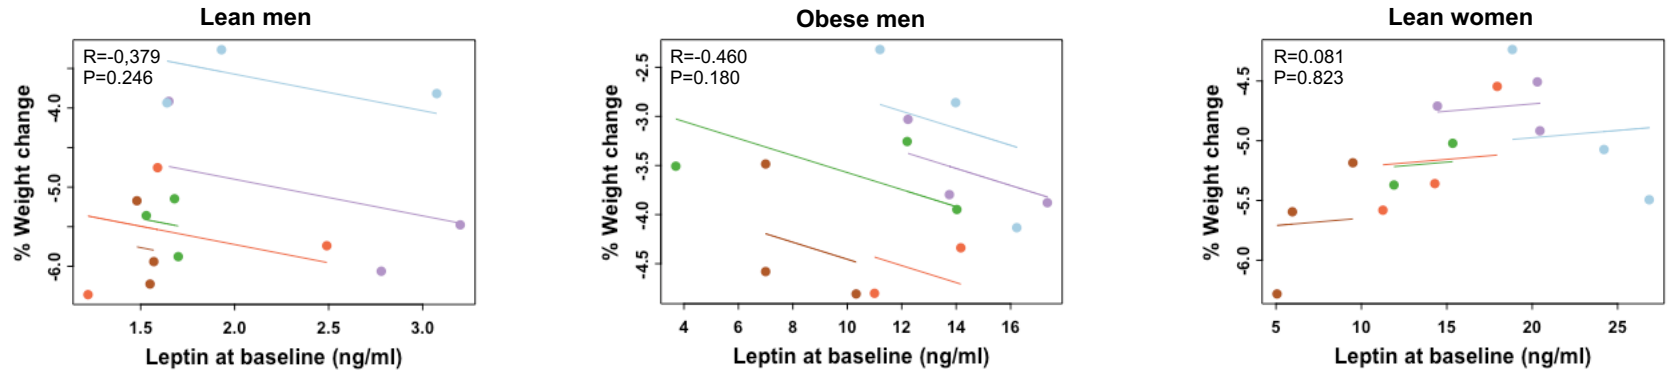 Lean men
R=-0,379
P=0.246
% Weight change
-4.0
-5.0
-6.0
1.5 2.0 2.5 3.0
Leptin at baseline (ng/ml)
Obese men
R=-0.460
P=0.180
% Weight change
-2.5
-3.0
-3.5
-4.0
-4.5
4 6 8 10 12 14 16
Leptin at baseline (ng/ml)
Lean women
R=0.081
P=0.823
% Weight change
-4.5
-5.0
-5.5
-6.0
5 10 15 20 25
Leptin at baseline (ng/ml)